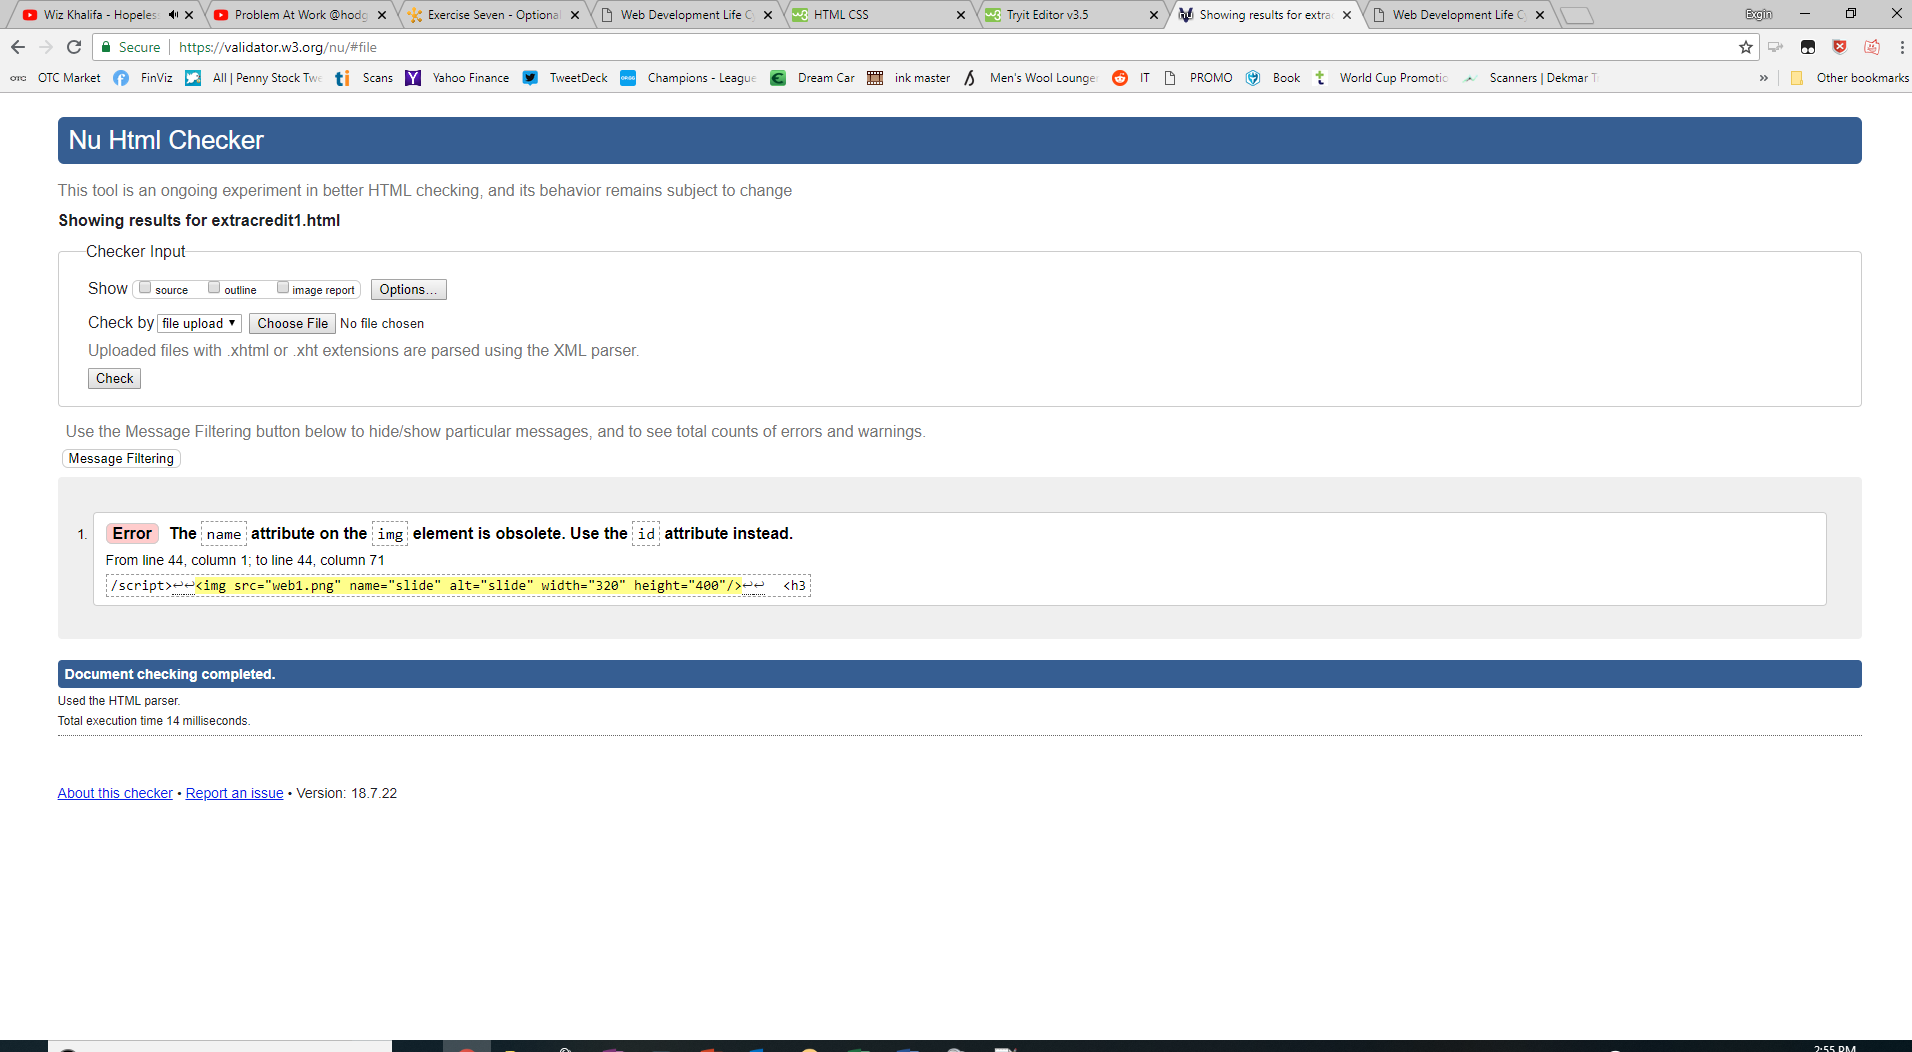 Wiz Khalifa - Hopeless
Problem At Work @hodg
Exercise Seven - Optional
Web Development Life C
HTML CSS
Tryit Editor v3.5
Showing results for extra
Web Development Life C
Exgin
Secure | https://validator.w3.org/nu/#file
OTC OTC Market FinViz All | Penny Stock Twe ti Scans Yahoo Finance TweetDeck Champions - League Dream Car ink master Men's Wool Lounge IT PROMO Book t World Cup Promotio Scanners | Dekmar T » Other bookmarks
Nu Html Checker
This tool is an ongoing experiment in better HTML checking, and its behavior remains subject to change
Showing results for extracredit1.html
Checker Input
Show source outline image report Options...
Check by file upload Choose File No file chosen
Uploaded files with .xhtml or .xht extensions are parsed using the XML parser.
Check
Use the Message Filtering button below to hide/show particular messages, and to see total counts of errors and warnings.
Message Filtering
1. Error The name attribute on the img element is obsolete. Use the id attribute instead.
From line 44, column 1; to line 44, column 71
/script>↩↩<img src="web1.png" name="slide" alt="slide" width="320" height="400"/>↩↩ <h3
Document checking completed.
Used the HTML parser.
Total execution time 14 milliseconds.
About this checker • Report an issue • Version: 18.7.22
2:55 PM